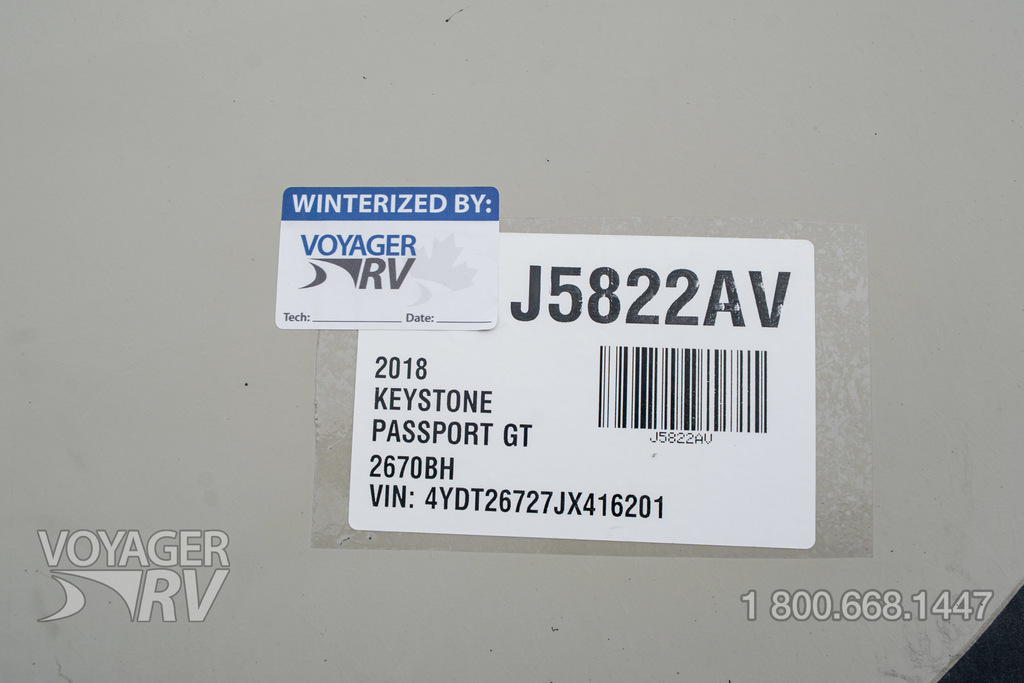 WINTERIZED BY:
VOYAGER
RV
Tech: Date:
J5822AV
2018
KEYSTONE
PASSPORT GT
2670BH
VIN: 4YDT26727JX416201
J5822AV
VOYAGER
RV
1 800.668.1447